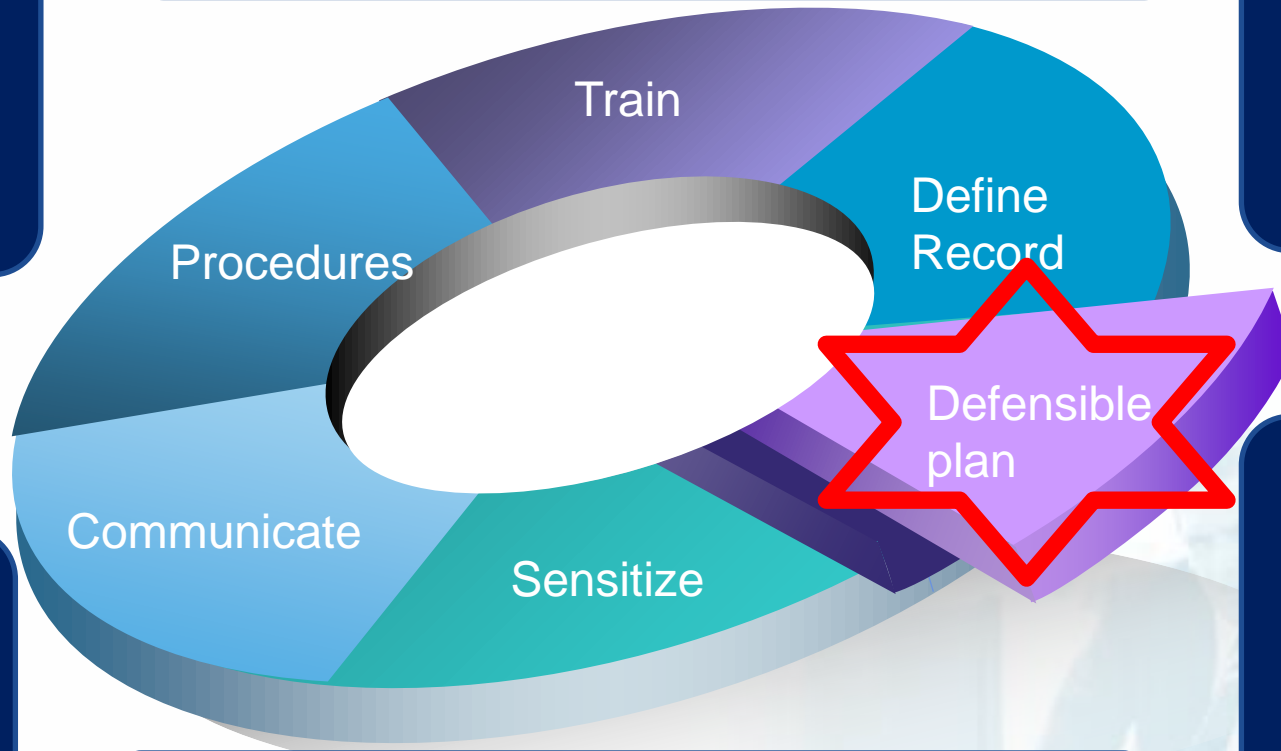 Train
Define
Record
Procedures
Defensible
plan
Communicate
Sensitize